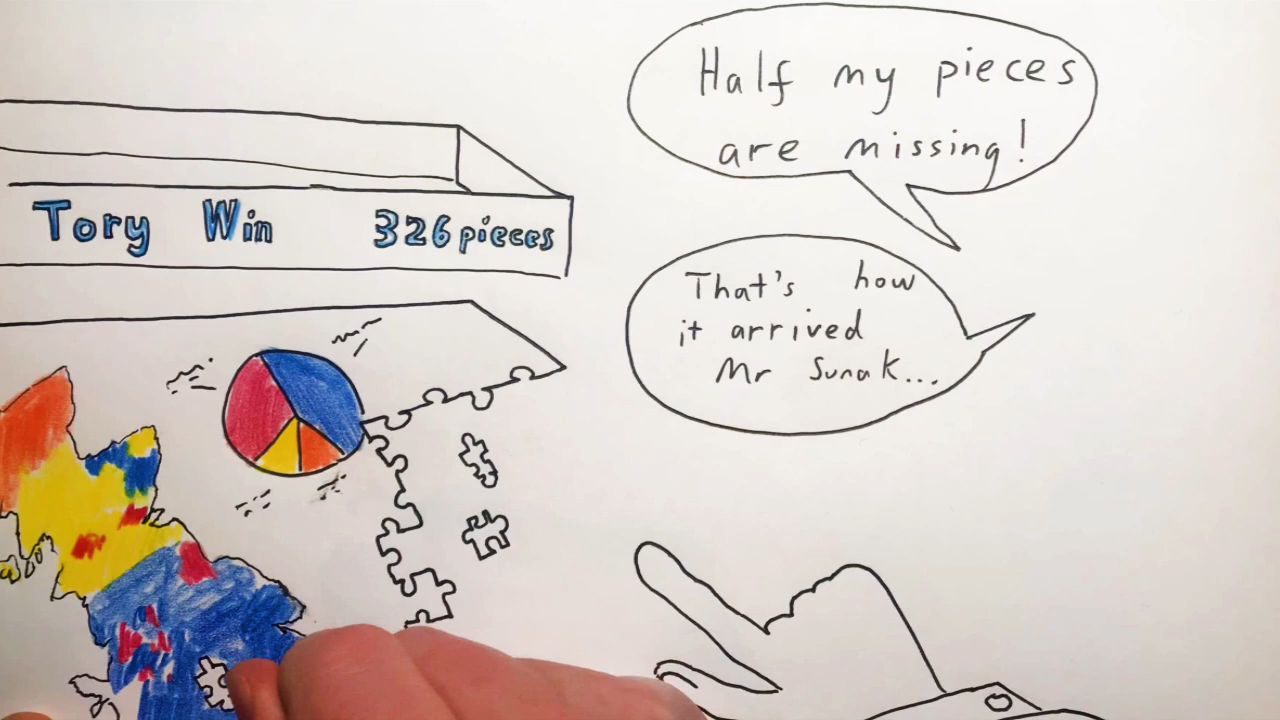 Half my pieces
are missing!
Tory Win 326 pieces
That's how
it arrived
Mr Sunak...